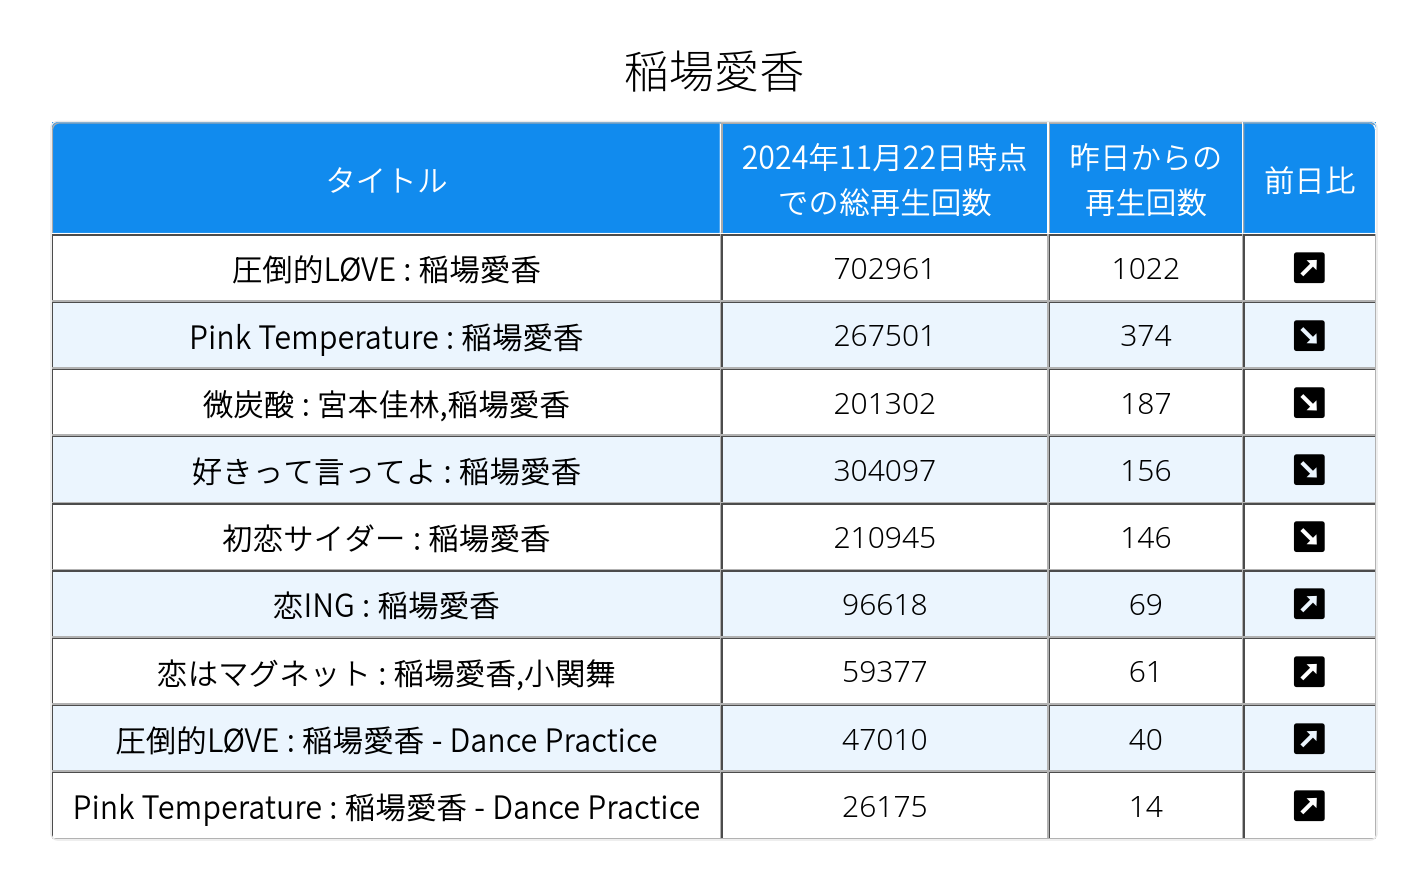 稲場愛香
タイトル
2024年11月22日時点
での総再生回数
昨日からの
再生回数
前日比
圧倒的LØVE : 稲場愛香 702961 1022
Pink Temperature : 稲場愛香 267501 374
微炭酸 : 宮本佳林,稲場愛香 201302 187
好きって言ってよ : 稲場愛香 304097 156
初恋サイダー : 稲場愛香 210945 146
恋ING : 稲場愛香 96618 69
恋はマグネット : 稲場愛香,小関舞 59377 61
圧倒的LØVE : 稲場愛香 - Dance Practice 47010 40
Pink Temperature : 稲場愛香 - Dance Practice 26175 14